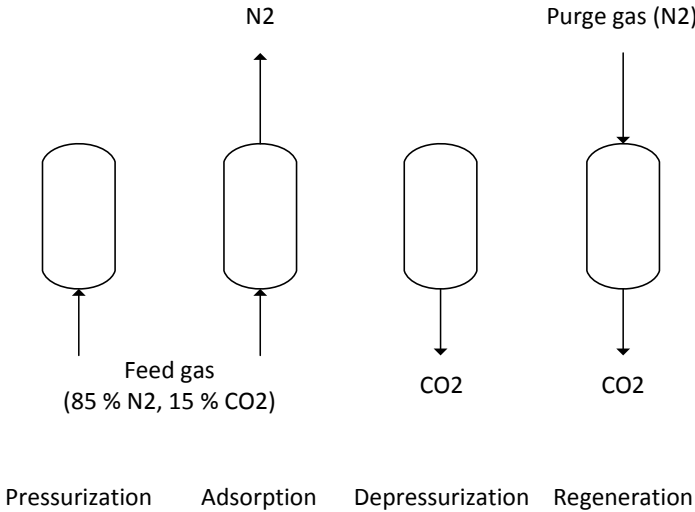 N2
Purge gas (N2)
Feed gas
(85 % N2, 15 % CO2)
CO2
CO2
Pressurization
Adsorption
Depressurization
Regeneration